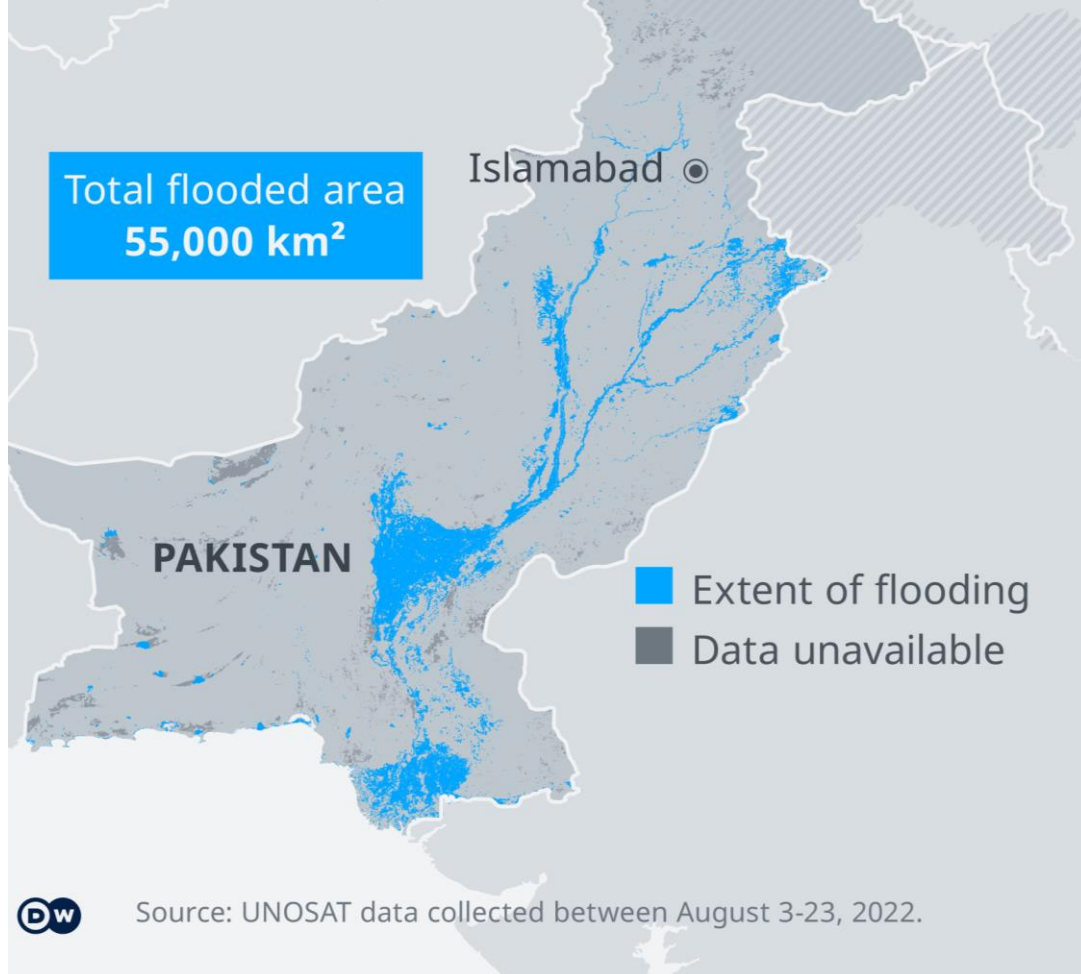 Total flooded area
55,000 km²
Islamabad
PAKISTAN
Extent of flooding
Data unavailable
DW
Source: UNOSAT data collected between August 3-23, 2022.